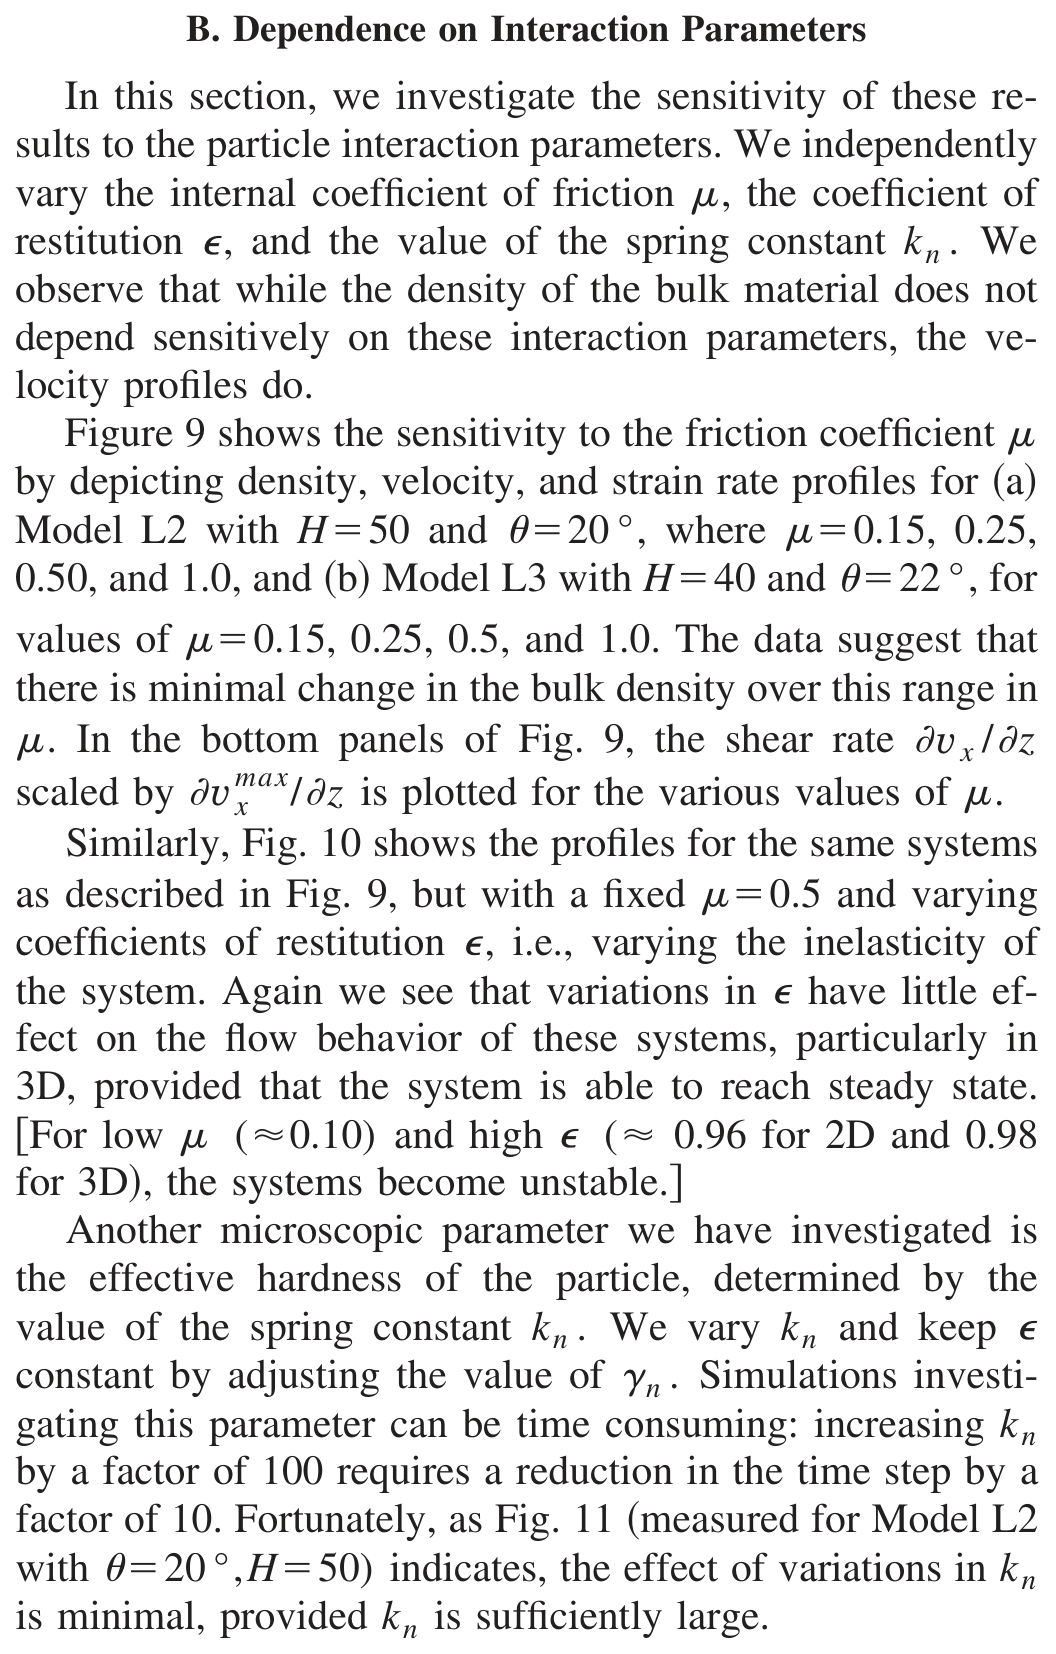 B. Dependence on Interaction Parameters
In this section, we investigate the sensitivity of these re-
sults to the particle interaction parameters. We independently
vary the internal coefficient of friction μ, the coefficient of
restitution ϵ, and the value of the spring constant kₙ. We
observe that while the density of the bulk material does not
depend sensitively on these interaction parameters, the ve-
locity profiles do.
Figure 9 shows the sensitivity to the friction coefficient μ
by depicting density, velocity, and strain rate profiles for (a)
Model L2 with H=50 and θ=20°, where μ=0.15, 0.25,
0.50, and 1.0, and (b) Model L3 with H=40 and θ=22°, for
values of μ=0.15, 0.25, 0.5, and 1.0. The data suggest that
there is minimal change in the bulk density over this range in
μ. In the bottom panels of Fig. 9, the shear rate ∂vₓ/∂z
scaled by ∂vₓᵐᵃˣ/∂z is plotted for the various values of μ.
Similarly, Fig. 10 shows the profiles for the same systems
as described in Fig. 9, but with a fixed μ=0.5 and varying
coefficients of restitution ϵ, i.e., varying the inelasticity of
the system. Again we see that variations in ϵ have little ef-
fect on the flow behavior of these systems, particularly in
3D, provided that the system is able to reach steady state.
[For low μ (≈0.10) and high ϵ (≈ 0.96 for 2D and 0.98
for 3D), the systems become unstable.]
Another microscopic parameter we have investigated is
the effective hardness of the particle, determined by the
value of the spring constant kₙ. We vary kₙ and keep ϵ
constant by adjusting the value of γₙ. Simulations investi-
gating this parameter can be time consuming: increasing kₙ
by a factor of 100 requires a reduction in the time step by a
factor of 10. Fortunately, as Fig. 11 (measured for Model L2
with θ=20°,H=50) indicates, the effect of variations in kₙ
is minimal, provided kₙ is sufficiently large.